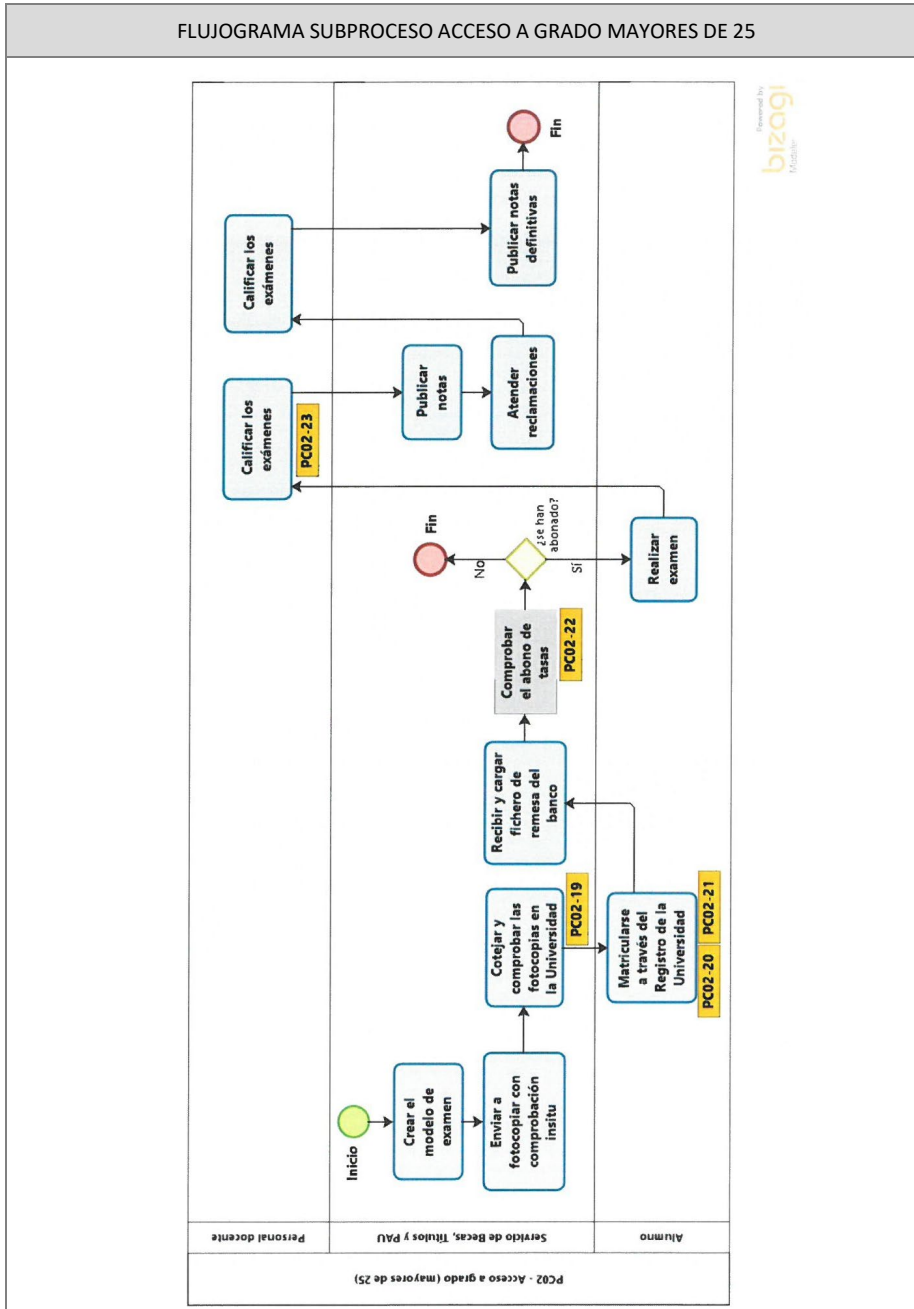 FLUJOGRAMA SUBPROCESO ACCESO A GRADO MAYORES DE 25
PC02 - Acceso a grado (mayores de 25)
Personal docente
Servicio de Becas, Títulos y PAU
Alumno
Inicio
Crear el
modelo de
examen
Enviar a
fotocopiar con
comprobación
insitu
Cotejar y
comprobar las
fotocopias en
la Universidad
PC02-19
Matricularse
a través del
Registro de la
Universidad
PC02-20
PC02-21
Recibir y cargar
fichero de
remesa del
banco
Comprobar
el abono de
tasas
PC02-22
¿se han
abonado?
No
Fin
Sí
Realizar
examen
Calificar los
exámenes
PC02-23
Publicar
notas
Atender
reclamaciones
Calificar los
exámenes
Publicar notas
definitivas
Fin
Powered by
bizagi
Modeler